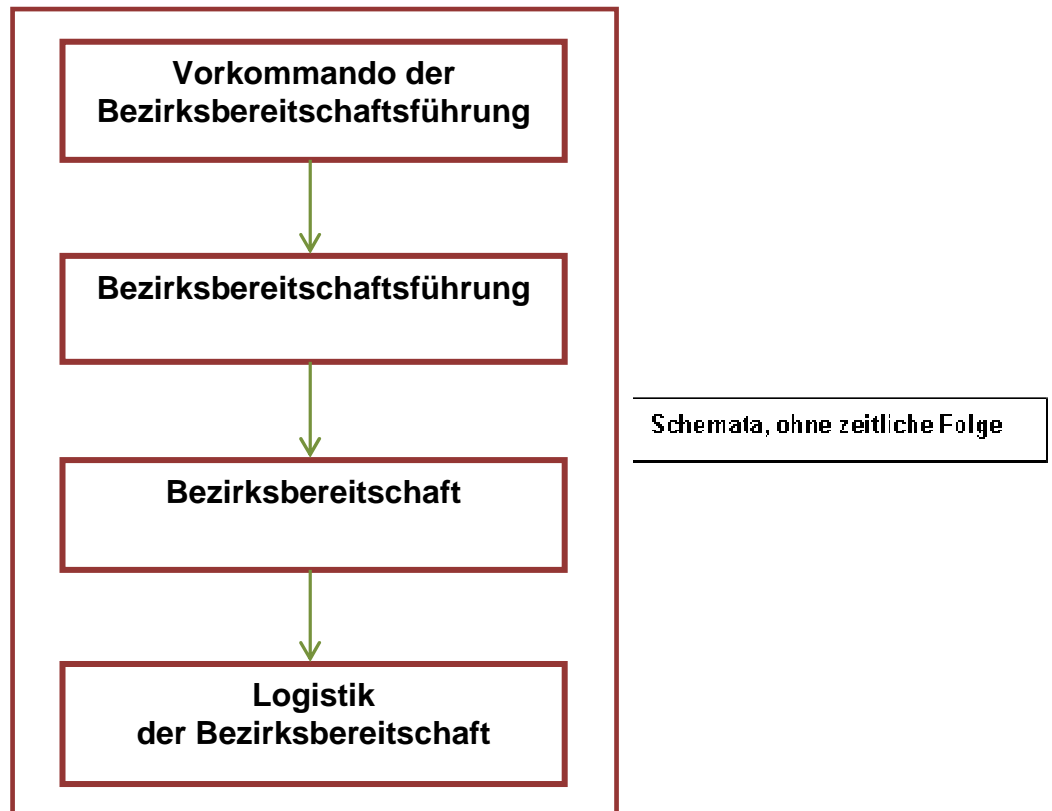 Vorkommando der
Bezirksbereitschaftsführung
Bezirksbereitschaftsführung
Bezirksbereitschaft
Schemata, ohne zeitliche Folge
Logistik
der Bezirksbereitschaft